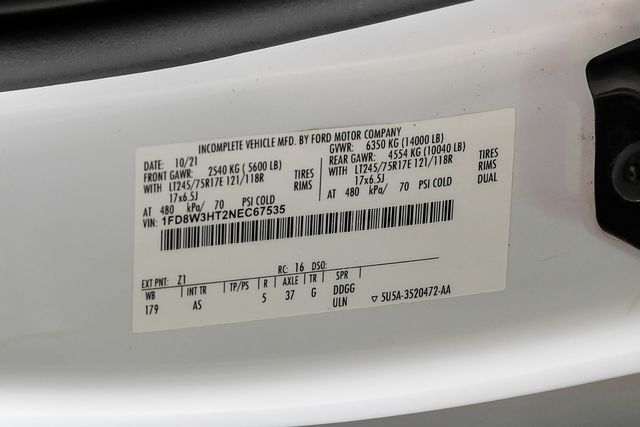 INCOMPLETE VEHICLE MFD. BY FORD MOTOR COMPANY
DATE: 10/21 GVWR: 6350 KG (14000 LB)
FRONT GAWR: 2540 KG (5600 LB) REAR GAWR: 4554 KG (10040 LB)
WITH LT245/75R17E 121/118R TIRES WITH LT245/75R17E 121/118R TIRES
17x6.5J RIMS 17x6.5J RIMS
AT 480 kPa/ 70 PSI COLD AT 480 kPa/ 70 PSI COLD DUAL
VIN: 1FD8W3HT2NEC67535
EXT PNT: Z1 RC: 16 DSO:
WB INT TR TP/PS R AXLE TR SPR
179 AS 5 37 G DDGG
ULN 5U5A-3520472-AA